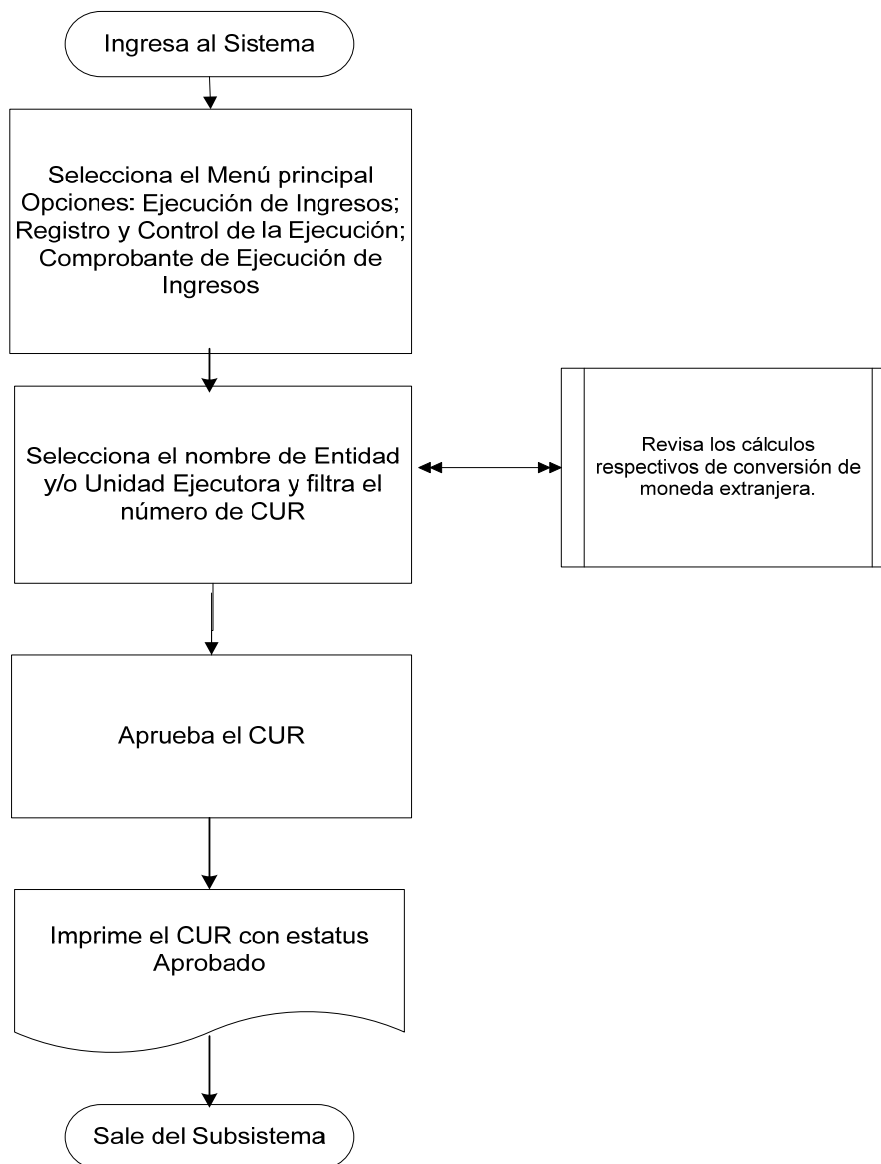 Ingresa al Sistema
Selecciona el Menú principal
Opciones: Ejecución de Ingresos;
Registro y Control de la Ejecución;
Comprobante de Ejecución de
Ingresos
Selecciona el nombre de Entidad
y/o Unidad Ejecutora y filtra el
número de CUR
Revisa los cálculos
respectivos de conversión de
moneda extranjera.
Aprueba el CUR
Imprime el CUR con estatus
Aprobado
Sale del Subsistema